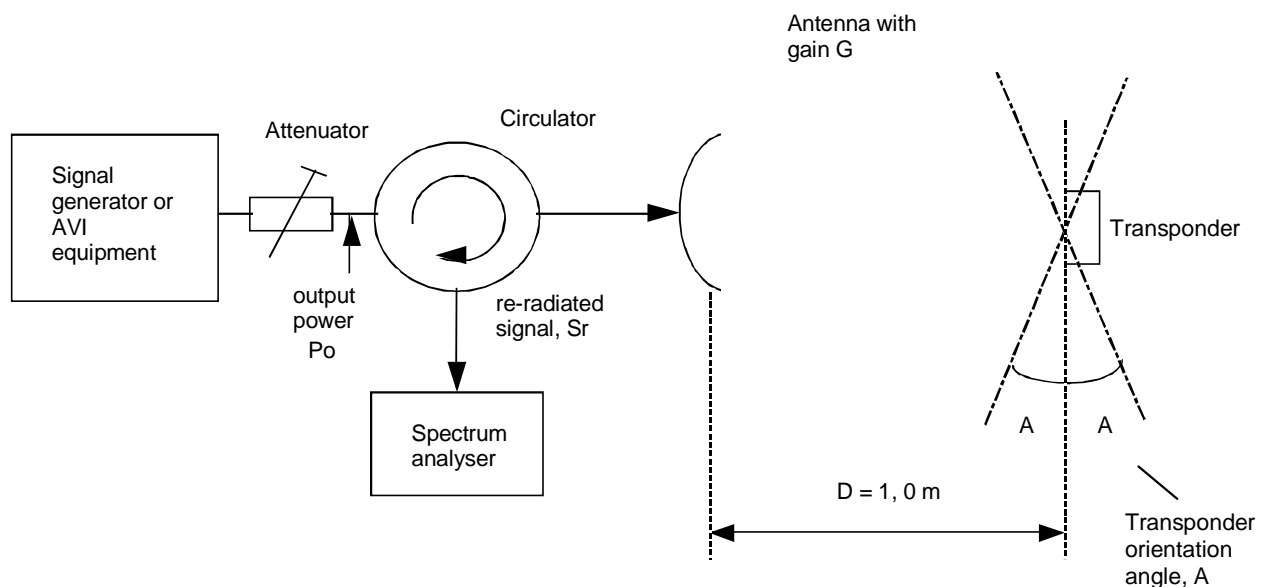 Antenna with
gain G
Attenuator
Circulator
Signal
generator or
AVI
equipment
Transponder
output
power
Po
re-radiated
signal, Sr
Spectrum
analyser
A
A
D = 1, 0 m
Transponder
orientation
angle, A